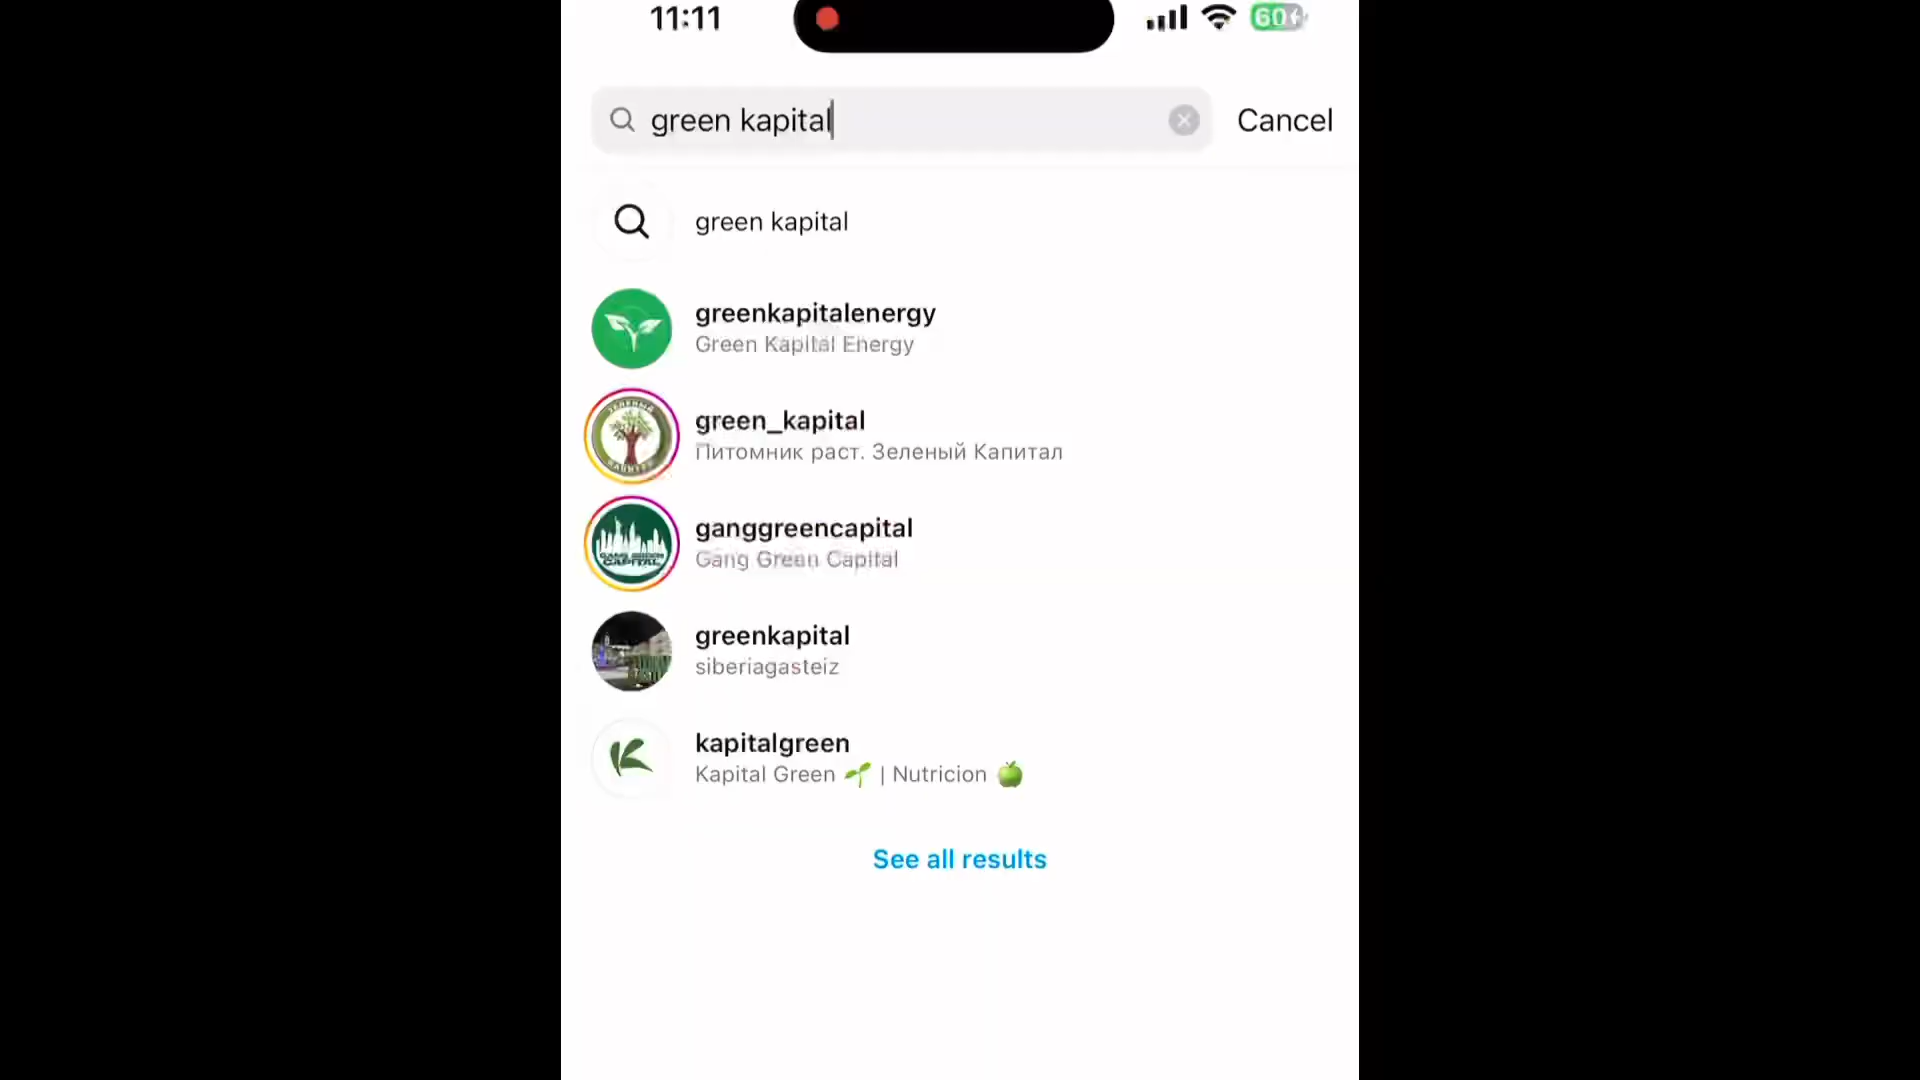 11:11
60
green kapital
Cancel
green kapital
greenkapitalenergy
Green Kapital Energy
green_kapital
Питомник раст. Зеленый Капитал
ganggreencapital
Gang Green Capital
greenkapital
siberiagasteiz
kapitalgreen
Kapital Green 🌱 | Nutricion 🍏
See all results